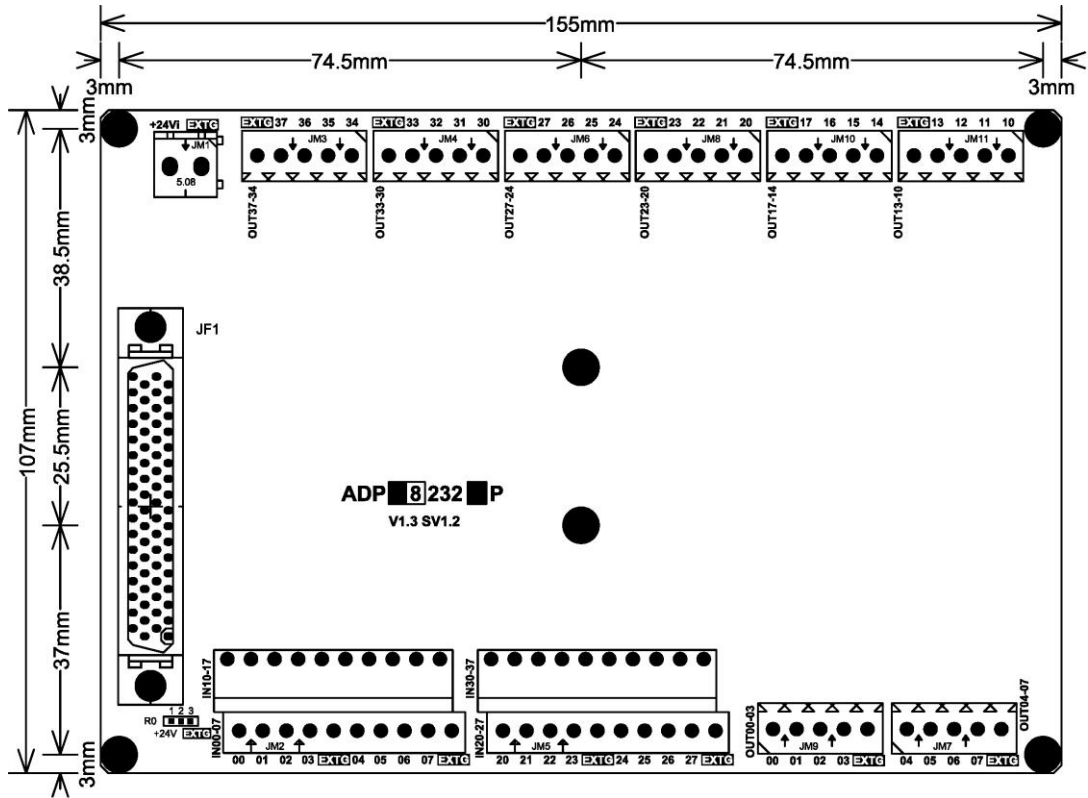 155mm
74.5mm 74.5mm
3mm 3mm
3mm
+24Vi EXTG
JM1
5.08
EXTG 37 36 35 34
JM3
OUT37-34
EXTG 33 32 31 30
JM4
OUT33-30
EXTG 27 26 25 24
JM6
OUT27-24
EXTG 23 22 21 20
JM8
OUT23-20
EXTG 17 16 15 14
JM10
OUT17-14
EXTG 13 12 11 10
JM11
OUT13-10
38.5mm
JF1
107mm
25.5mm
ADP 8 232 P
V1.3 SV1.2
37mm
IN10-17
IN30-37
1 2 3
R0
+24V EXTG
IN00-07
JM2
00 01 02 03 EXTG 04 05 06 07 EXTG
IN20-27
JM5
20 21 22 23 EXTG 24 25 26 27 EXTG
OUT00-03
JM9
00 01 02 03 EXTG
OUT04-07
JM7
04 05 06 07 EXTG
3mm